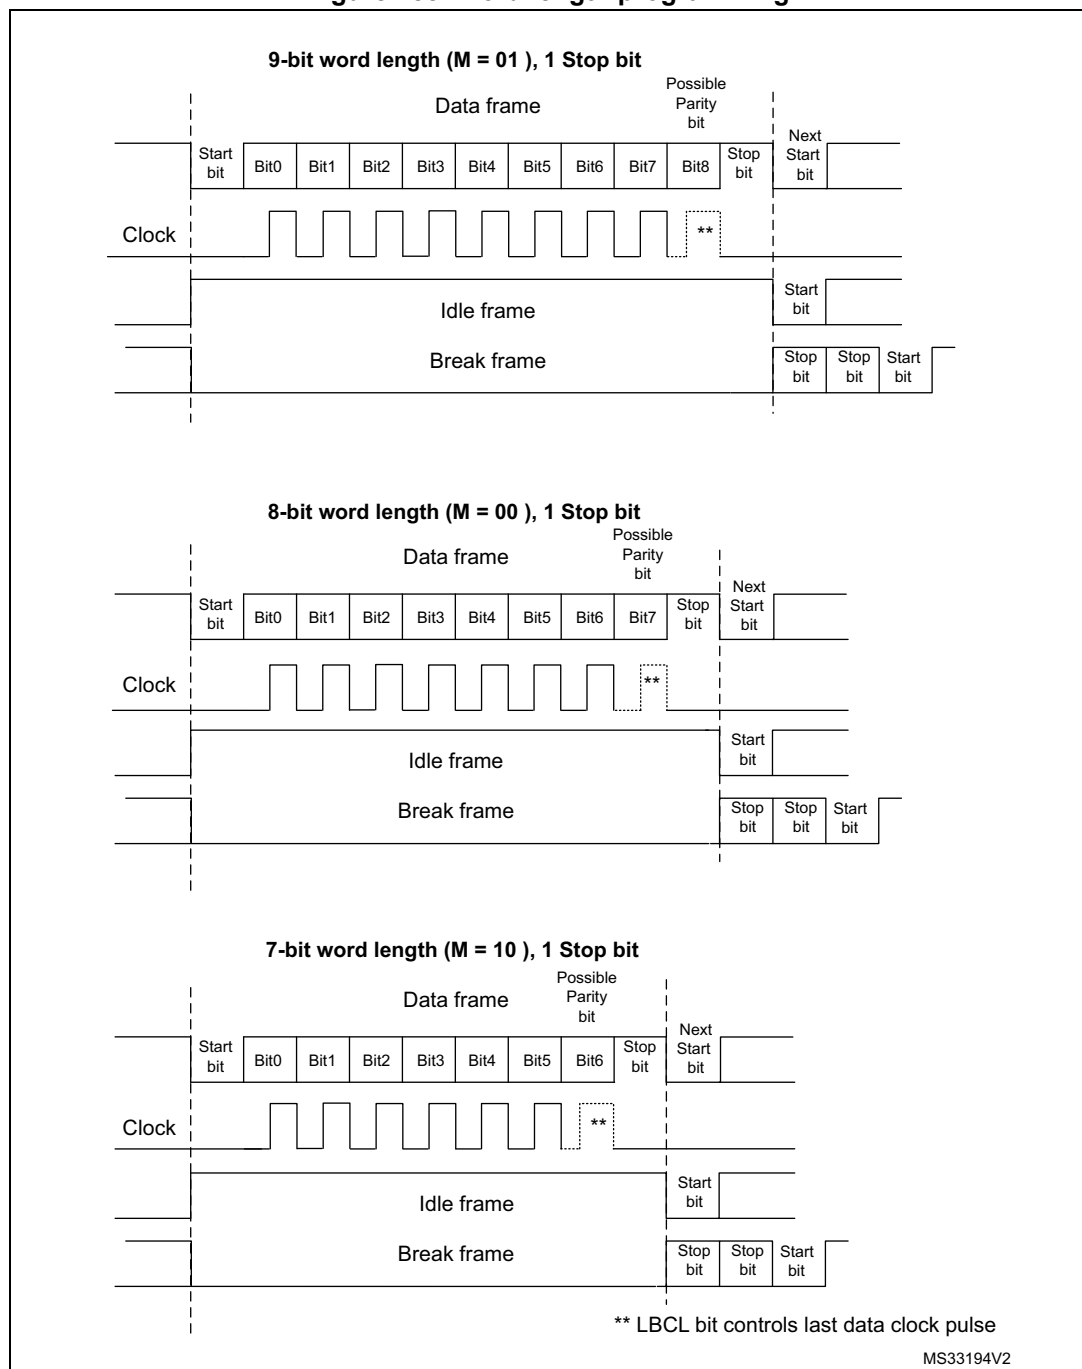 9-bit word length (M = 01 ), 1 Stop bit
Data frame
Possible
Parity
bit
Start
bit
Bit0
Bit1
Bit2
Bit3
Bit4
Bit5
Bit6
Bit7
Bit8
Stop
bit
Next
Start
bit
Clock
**
Idle frame
Start
bit
Break frame
Stop
bit
Stop
bit
Start
bit
8-bit word length (M = 00 ), 1 Stop bit
Data frame
Possible
Parity
bit
Start
bit
Bit0
Bit1
Bit2
Bit3
Bit4
Bit5
Bit6
Bit7
Stop
bit
Next
Start
bit
Clock
**
Idle frame
Start
bit
Break frame
Stop
bit
Stop
bit
Start
bit
7-bit word length (M = 10 ), 1 Stop bit
Data frame
Possible
Parity
bit
Start
bit
Bit0
Bit1
Bit2
Bit3
Bit4
Bit5
Bit6
Stop
bit
Next
Start
bit
Clock
**
Idle frame
Start
bit
Break frame
Stop
bit
Stop
bit
Start
bit
** LBCL bit controls last data clock pulse
MS33194V2